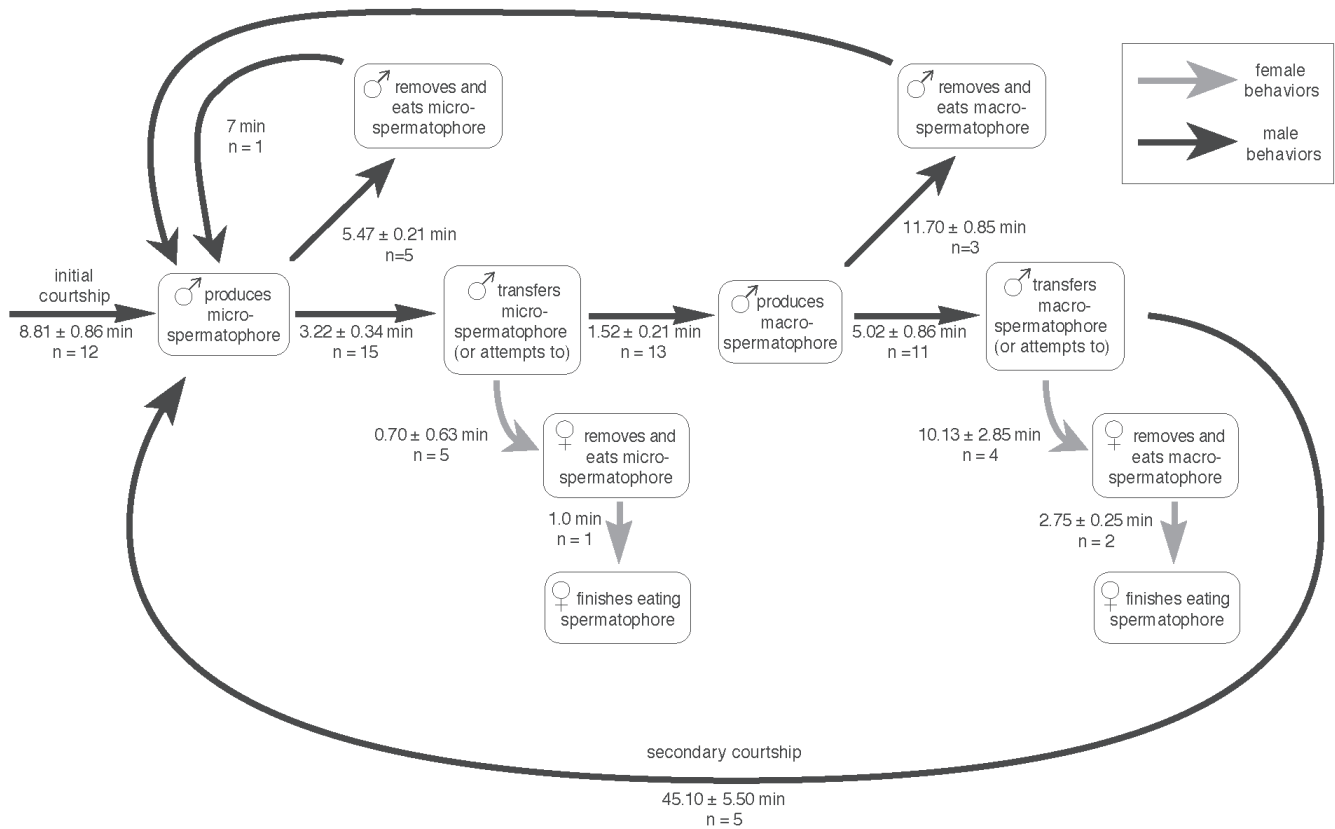 removes and
eats micro-
spermatophore
removes and
eats macro-
spermatophore
female
behaviors
male
behaviors
7 min
n = 1
5.47 ± 0.21 min
n=5
11.70 ± 0.85 min
n=3
initial
courtship
8.81 ± 0.86 min
n = 12
♂ produces
micro-
spermatophore
3.22 ± 0.34 min
n = 15
♂ transfers
micro-
spermatophore
(or attempts to)
1.52 ± 0.21 min
n = 13
♂ produces
macro-
spermatophore
5.02 ± 0.86 min
n =11
♂ transfers
macro-
spermatophore
(or attempts to)
0.70 ± 0.63 min
n = 5
♀ removes and
eats micro-
spermatophore
10.13 ± 2.85 min
n = 4
♀ removes and
eats macro-
spermatophore
1.0 min
n = 1
2.75 ± 0.25 min
n = 2
♀ finishes eating
spermatophore
♀ finishes eating
spermatophore
secondary courtship
45.10 ± 5.50 min
n = 5